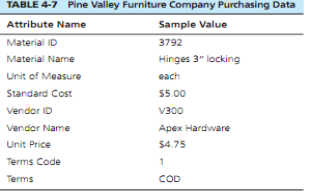 TABLE 4-7 Pine Valley Furniture Company Purchasing Data
Attribute Name Sample Value
Material ID 3792
Material Name Hinges 3" locking
Unit of Measure each
Standard Cost $5.00
Vendor ID V300
Vendor Name Apex Hardware
Unit Price $4.75
Terms Code 1
Terms COD